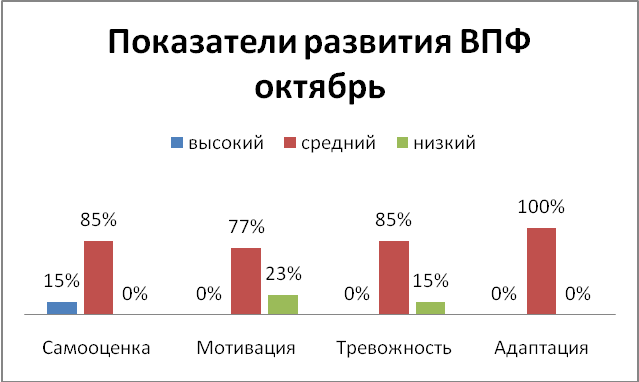 Показатели развития ВПФ
октябрь
высокий средний низкий
15% 85% 0% 0% 77% 23% 0% 85% 15% 0% 100% 0%
Самооценка Мотивация Тревожность Адаптация